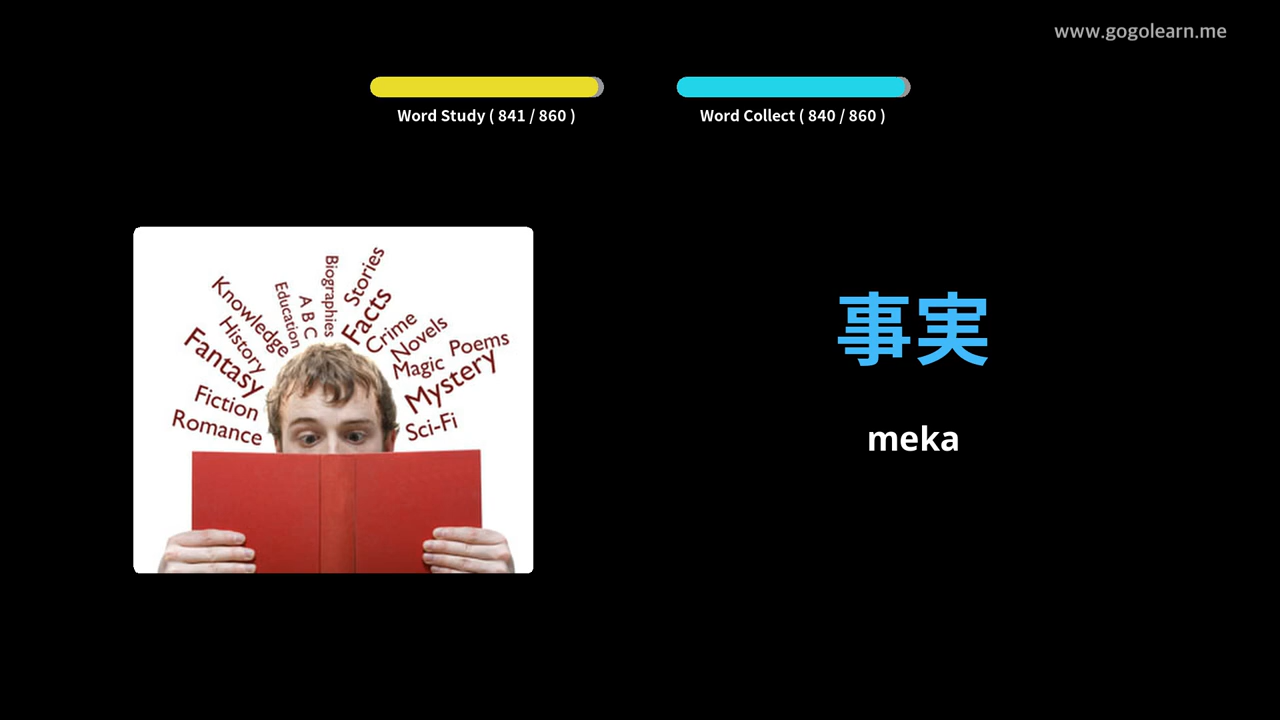 www.gogolearn.me
Word Study ( 841 / 860 )
Word Collect ( 840 / 860 )
Knowledge
Education
A B C
Biographies
Stories
Facts
History
Crime
Novels
Fantasy
Magic
Poems
Mystery
Fiction
Romance
Sci-Fi
事実
meka